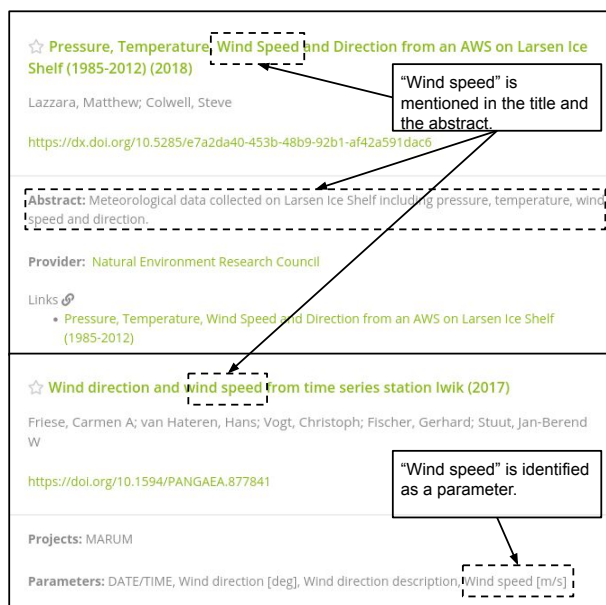 Pressure, Temperature, Wind Speed and Direction from an AWS on Larsen Ice
Shelf (1985-2012) (2018)
“Wind speed” is
mentioned in the title and
the abstract.
Lazzara, Matthew; Colwell, Steve
https://dx.doi.org/10.5285/e7a2da40-453b-48b9-92b1-af42a591dac6
Abstract: Meteorological data collected on Larsen Ice Shelf including pressure, temperature, wind
speed and direction.
Provider: Natural Environment Research Council
Links
• Pressure, Temperature, Wind Speed and Direction from an AWS on Larsen Ice Shelf
(1985-2012)
Wind direction and wind speed from time series station Iwik (2017)
Friese, Carmen A; van Hateren, Hans; Vogt, Christoph; Fischer, Gerhard; Stuut, Jan-Berend
W
“Wind speed” is identified
as a parameter.
https://doi.org/10.1594/PANGAEA.877841
Projects: MARUM
Parameters: DATE/TIME, Wind direction [deg], Wind direction description, Wind speed [m/s]